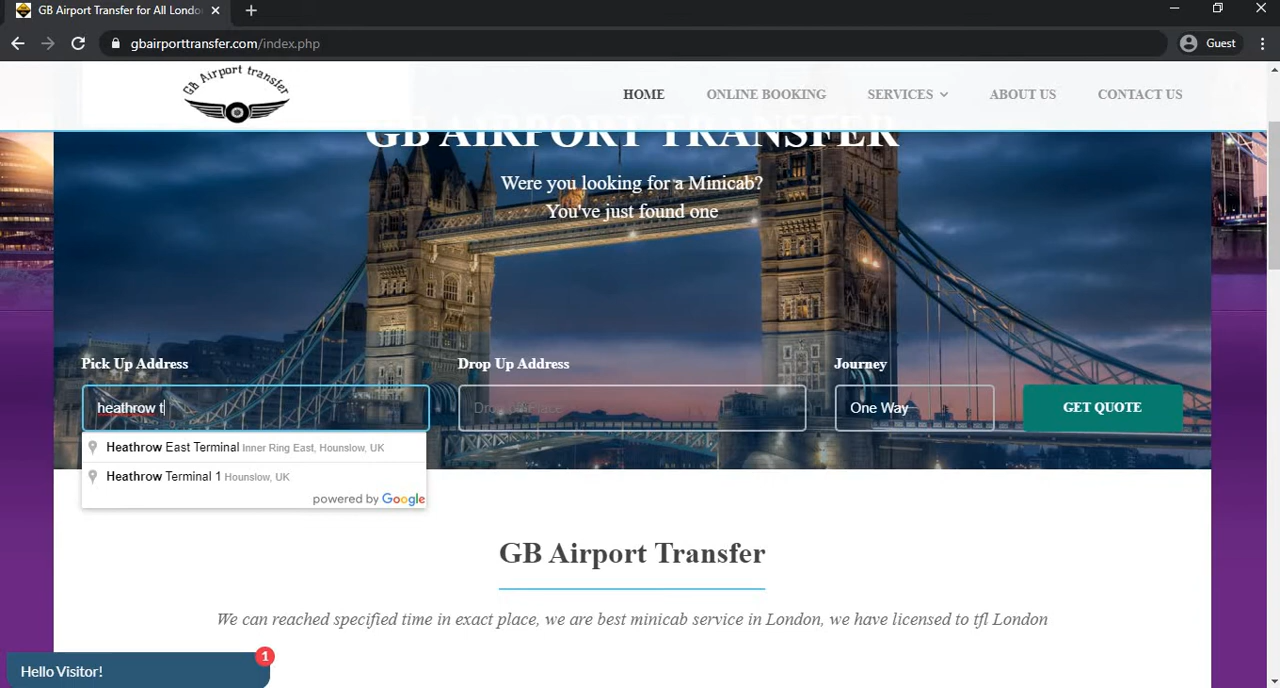 GB Airport Transfer for All Londo
gbairporttransfer.com/index.php
Guest
GB Airport transfer
HOME
ONLINE BOOKING
SERVICES
ABOUT US
CONTACT US
GB AIRPORT TRANSFER
Were you looking for a Minicab?
You've just found one
Pick Up Address
Drop Up Address
Journey
heathrow t
One Way
GET QUOTE
Heathrow East Terminal Inner Ring East, Hounslow, UK
Heathrow Terminal 1 Hounslow, UK
powered by Google
GB Airport Transfer
We can reached specified time in exact place, we are best minicab service in London, we have licensed to tfl London
Hello Visitor!
1